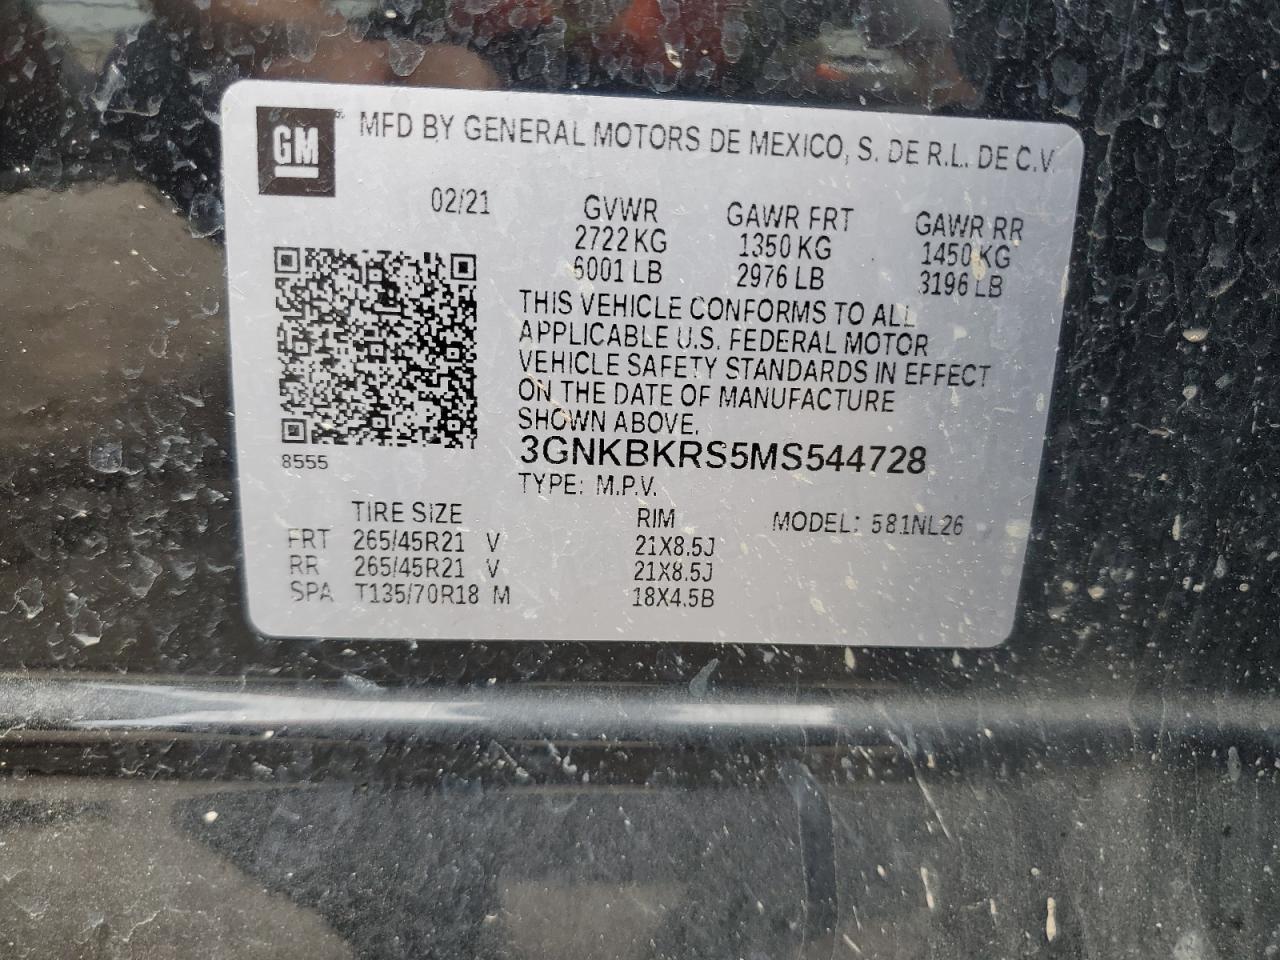 GM
MFD BY GENERAL MOTORS DE MEXICO, S. DE R.L. DE C.V.
02/21
GVWR GAWR FRT GAWR RR
2722 KG 1350 KG 1450 KG
6001 LB 2976 LB 3196 LB
THIS VEHICLE CONFORMS TO ALL
APPLICABLE U.S. FEDERAL MOTOR
VEHICLE SAFETY STANDARDS IN EFFECT
ON THE DATE OF MANUFACTURE
SHOWN ABOVE.
3GNKBKRS5MS544728
8555
TYPE: M.P.V.
TIRE SIZE RIM MODEL: 581NL26
FRT 265/45R21 V 21X8.5J
RR 265/45R21 V 21X8.5J
SPA T135/70R18 M 18X4.5B